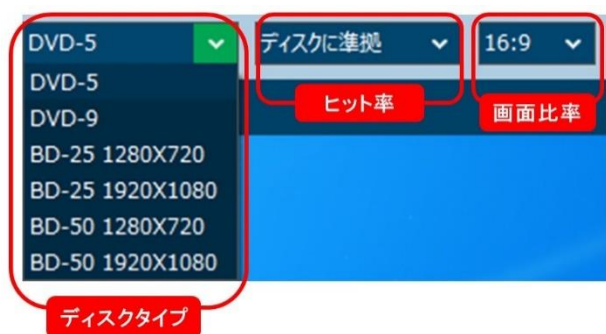 DVD-5 ディスクに準拠 16:9
DVD-5
DVD-9
BD-25 1280X720
BD-25 1920X1080
BD-50 1280X720
BD-50 1920X1080
ヒット率
画面比率
ディスクタイプ